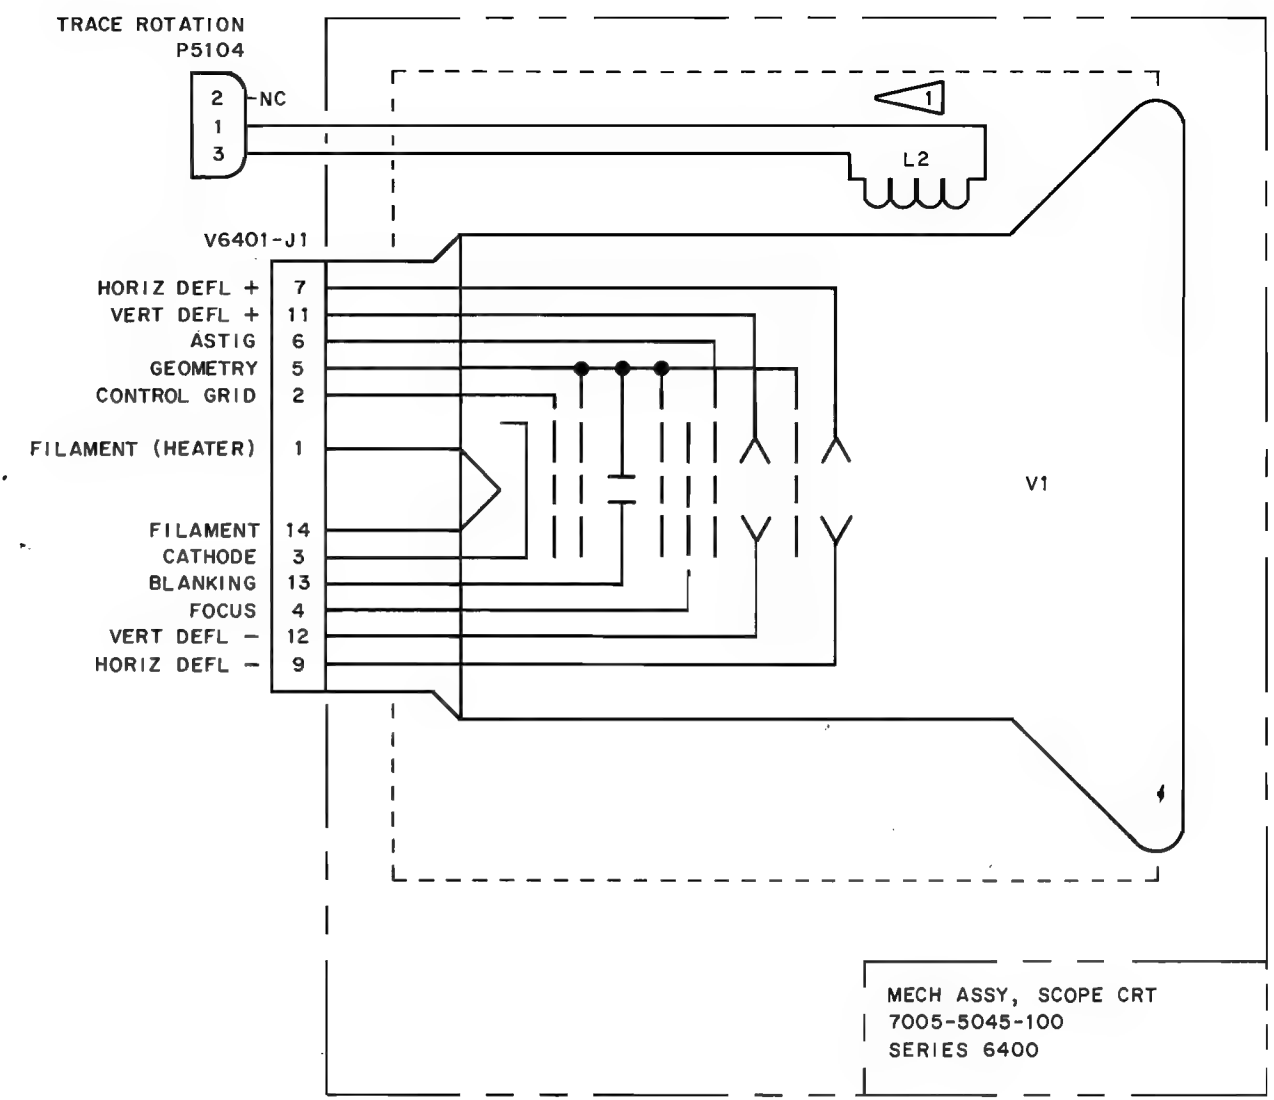 TRACE ROTATION
P5104
2 -NC
1
3
1
L2
V6401-J1
HORIZ DEFL + 7
VERT DEFL + 11
ASTIG 6
GEOMETRY 5
CONTROL GRID 2
FILAMENT (HEATER) 1
V1
FILAMENT 14
CATHODE 3
BLANKING 13
FOCUS 4
VERT DEFL - 12
HORIZ DEFL - 9
MECH ASSY, SCOPE CRT
7005-5045-100
SERIES 6400